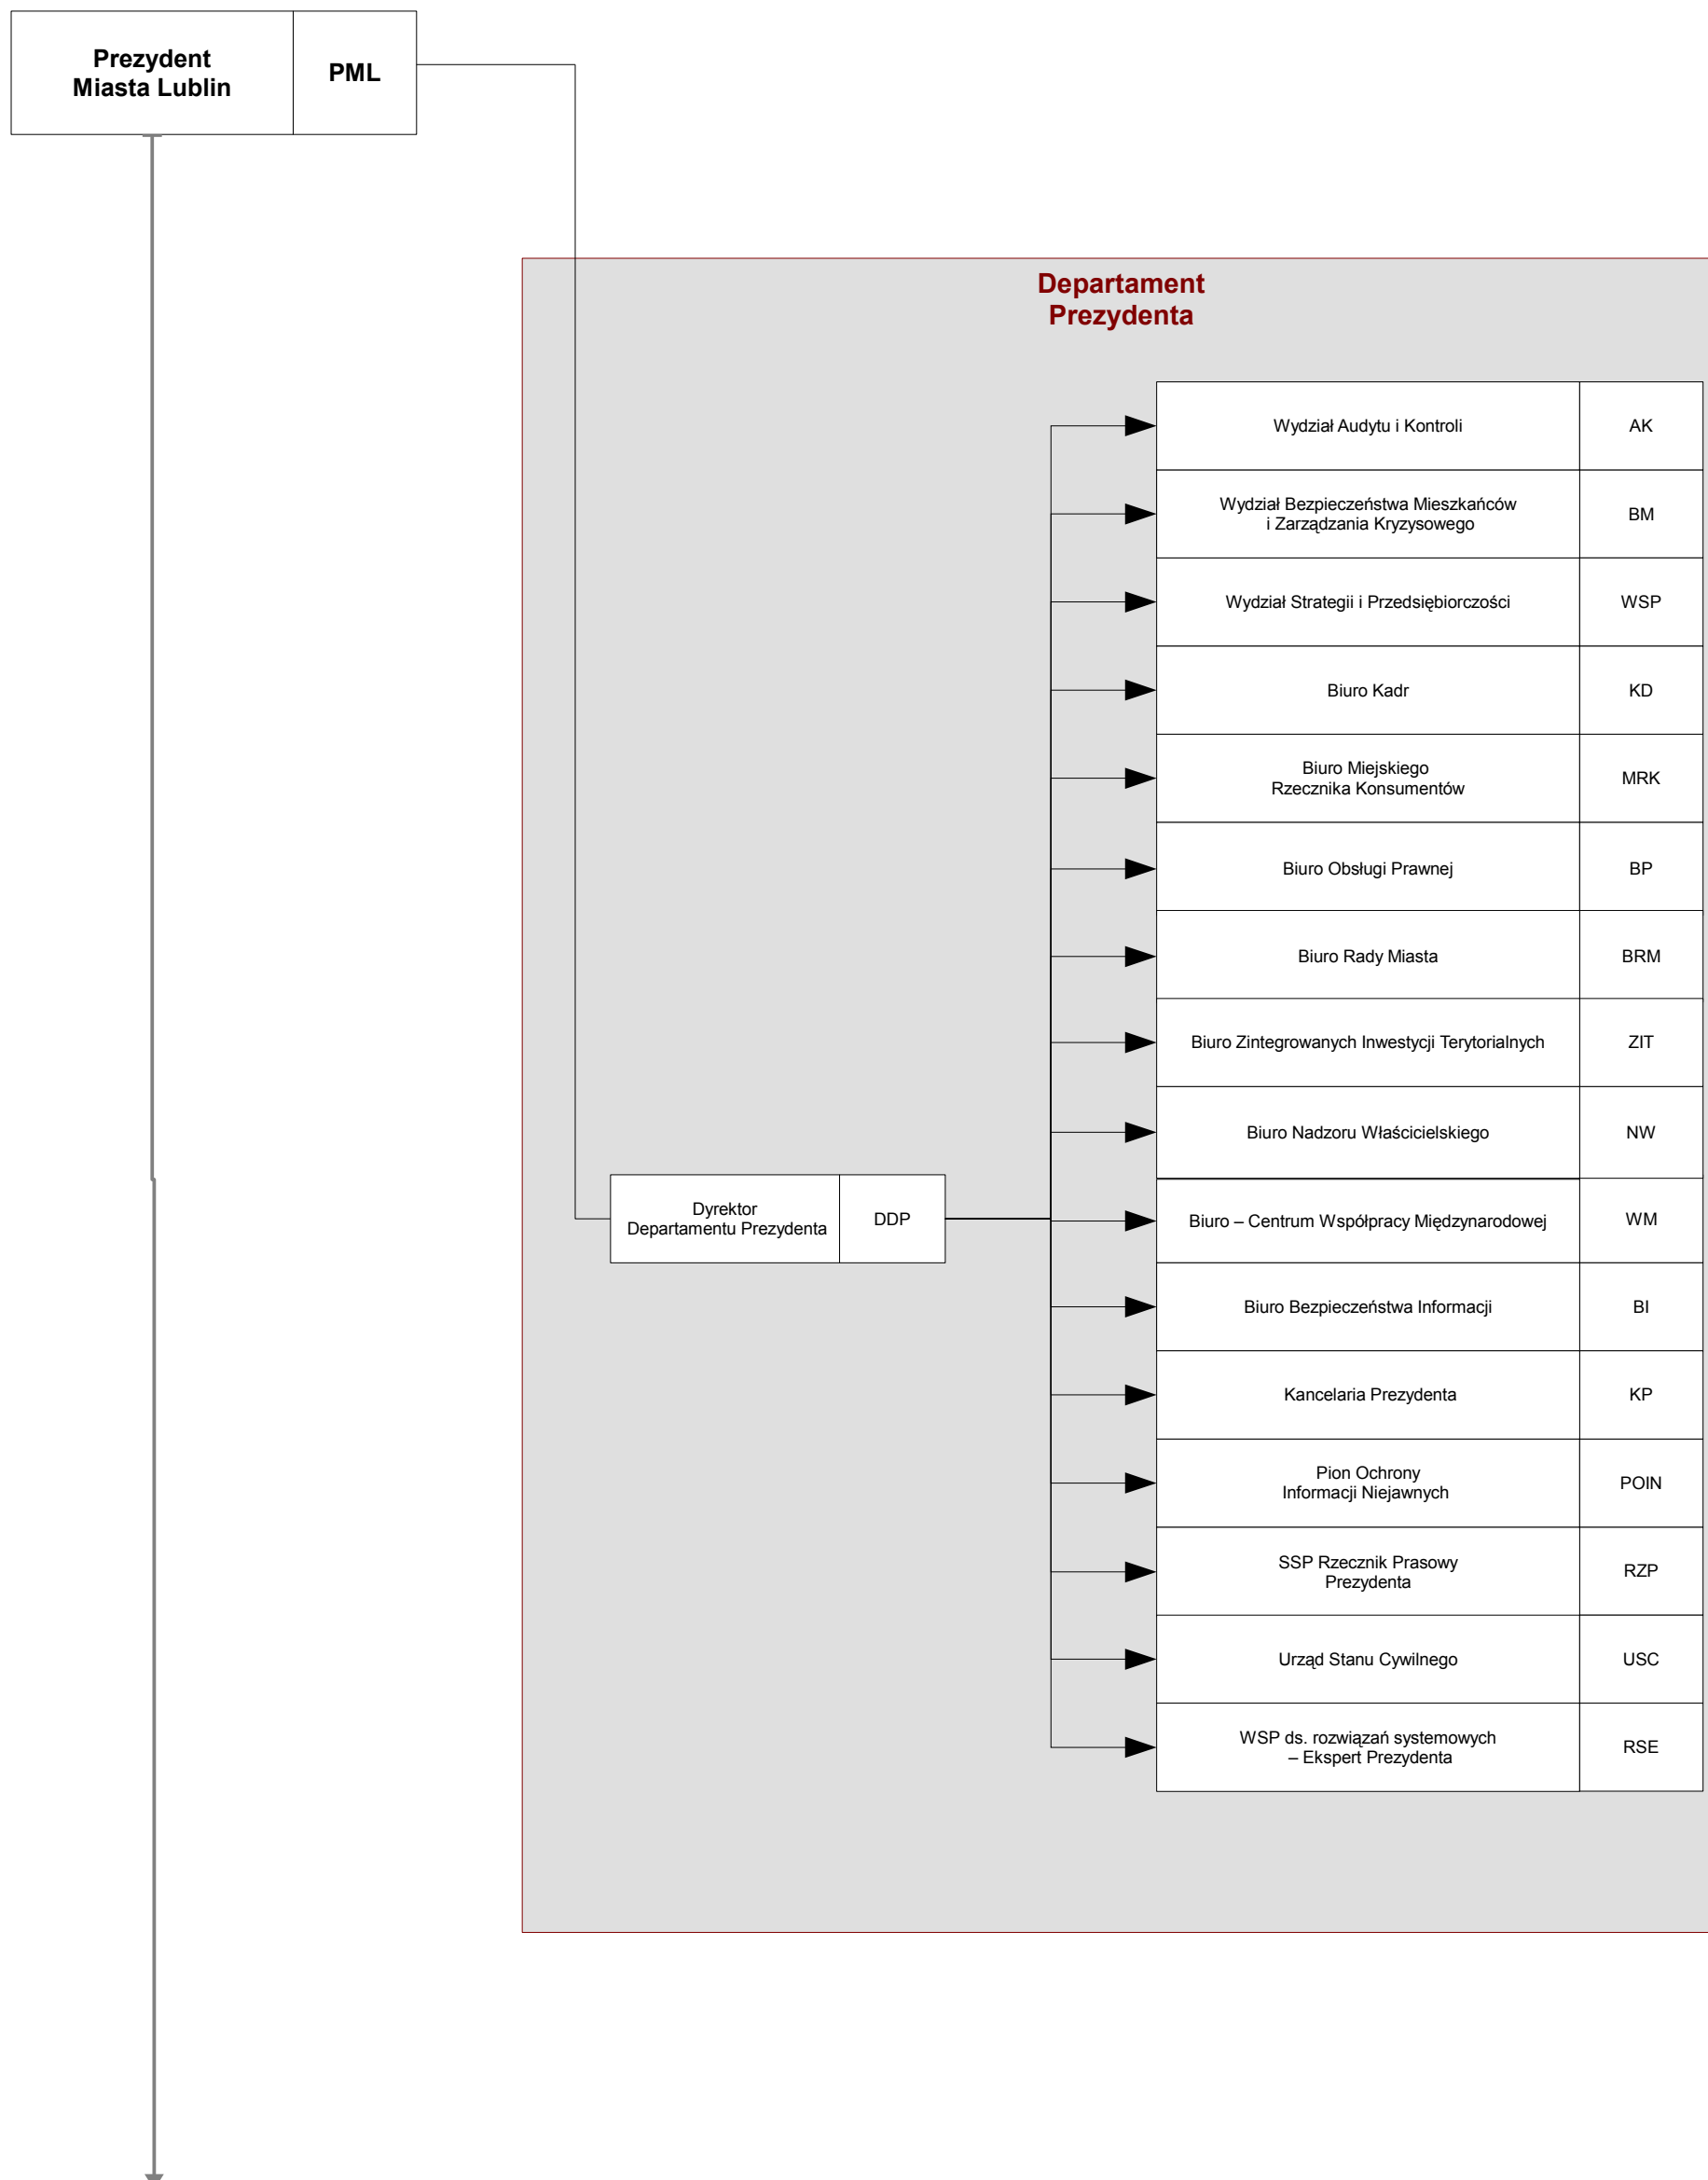 Prezydent
Miasta Lublin
PML
Departament
Prezydenta
Wydział Audytu i Kontroli
AK
Wydział Bezpieczeństwa Mieszkańców
i Zarządzania Kryzysowego
BM
Wydział Strategii i Przedsiębiorczości
WSP
Biuro Kadr
KD
Biuro Miejskiego
Rzecznika Konsumentów
MRK
Biuro Obsługi Prawnej
BP
Biuro Rady Miasta
BRM
Biuro Zintegrowanych Inwestycji Terytorialnych
ZIT
Biuro Nadzoru Właścicielskiego
NW
Dyrektor
Departamentu Prezydenta
DDP
Biuro – Centrum Współpracy Międzynarodowej
WM
Biuro Bezpieczeństwa Informacji
BI
Kancelaria Prezydenta
KP
Pion Ochrony
Informacji Niejawnych
POIN
SSP Rzecznik Prasowy
Prezydenta
RZP
Urząd Stanu Cywilnego
USC
WSP ds. rozwiązań systemowych
– Ekspert Prezydenta
RSE